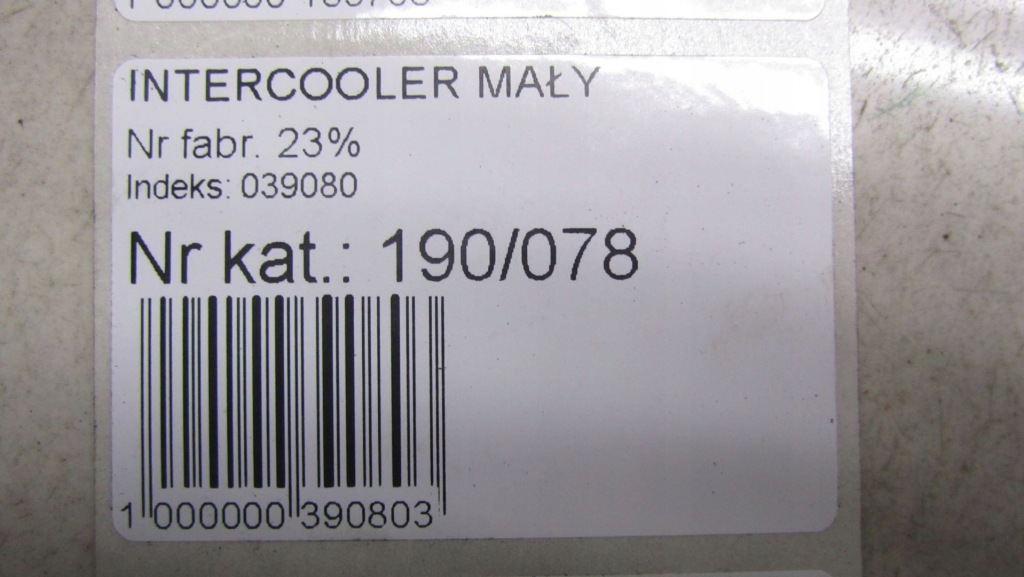 INTERCOOLER MAŁY
Nr fabr. 23%
Indeks: 039080
Nr kat.: 190/078
1 000000 390803